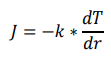 J = −k ∗ dT/dr